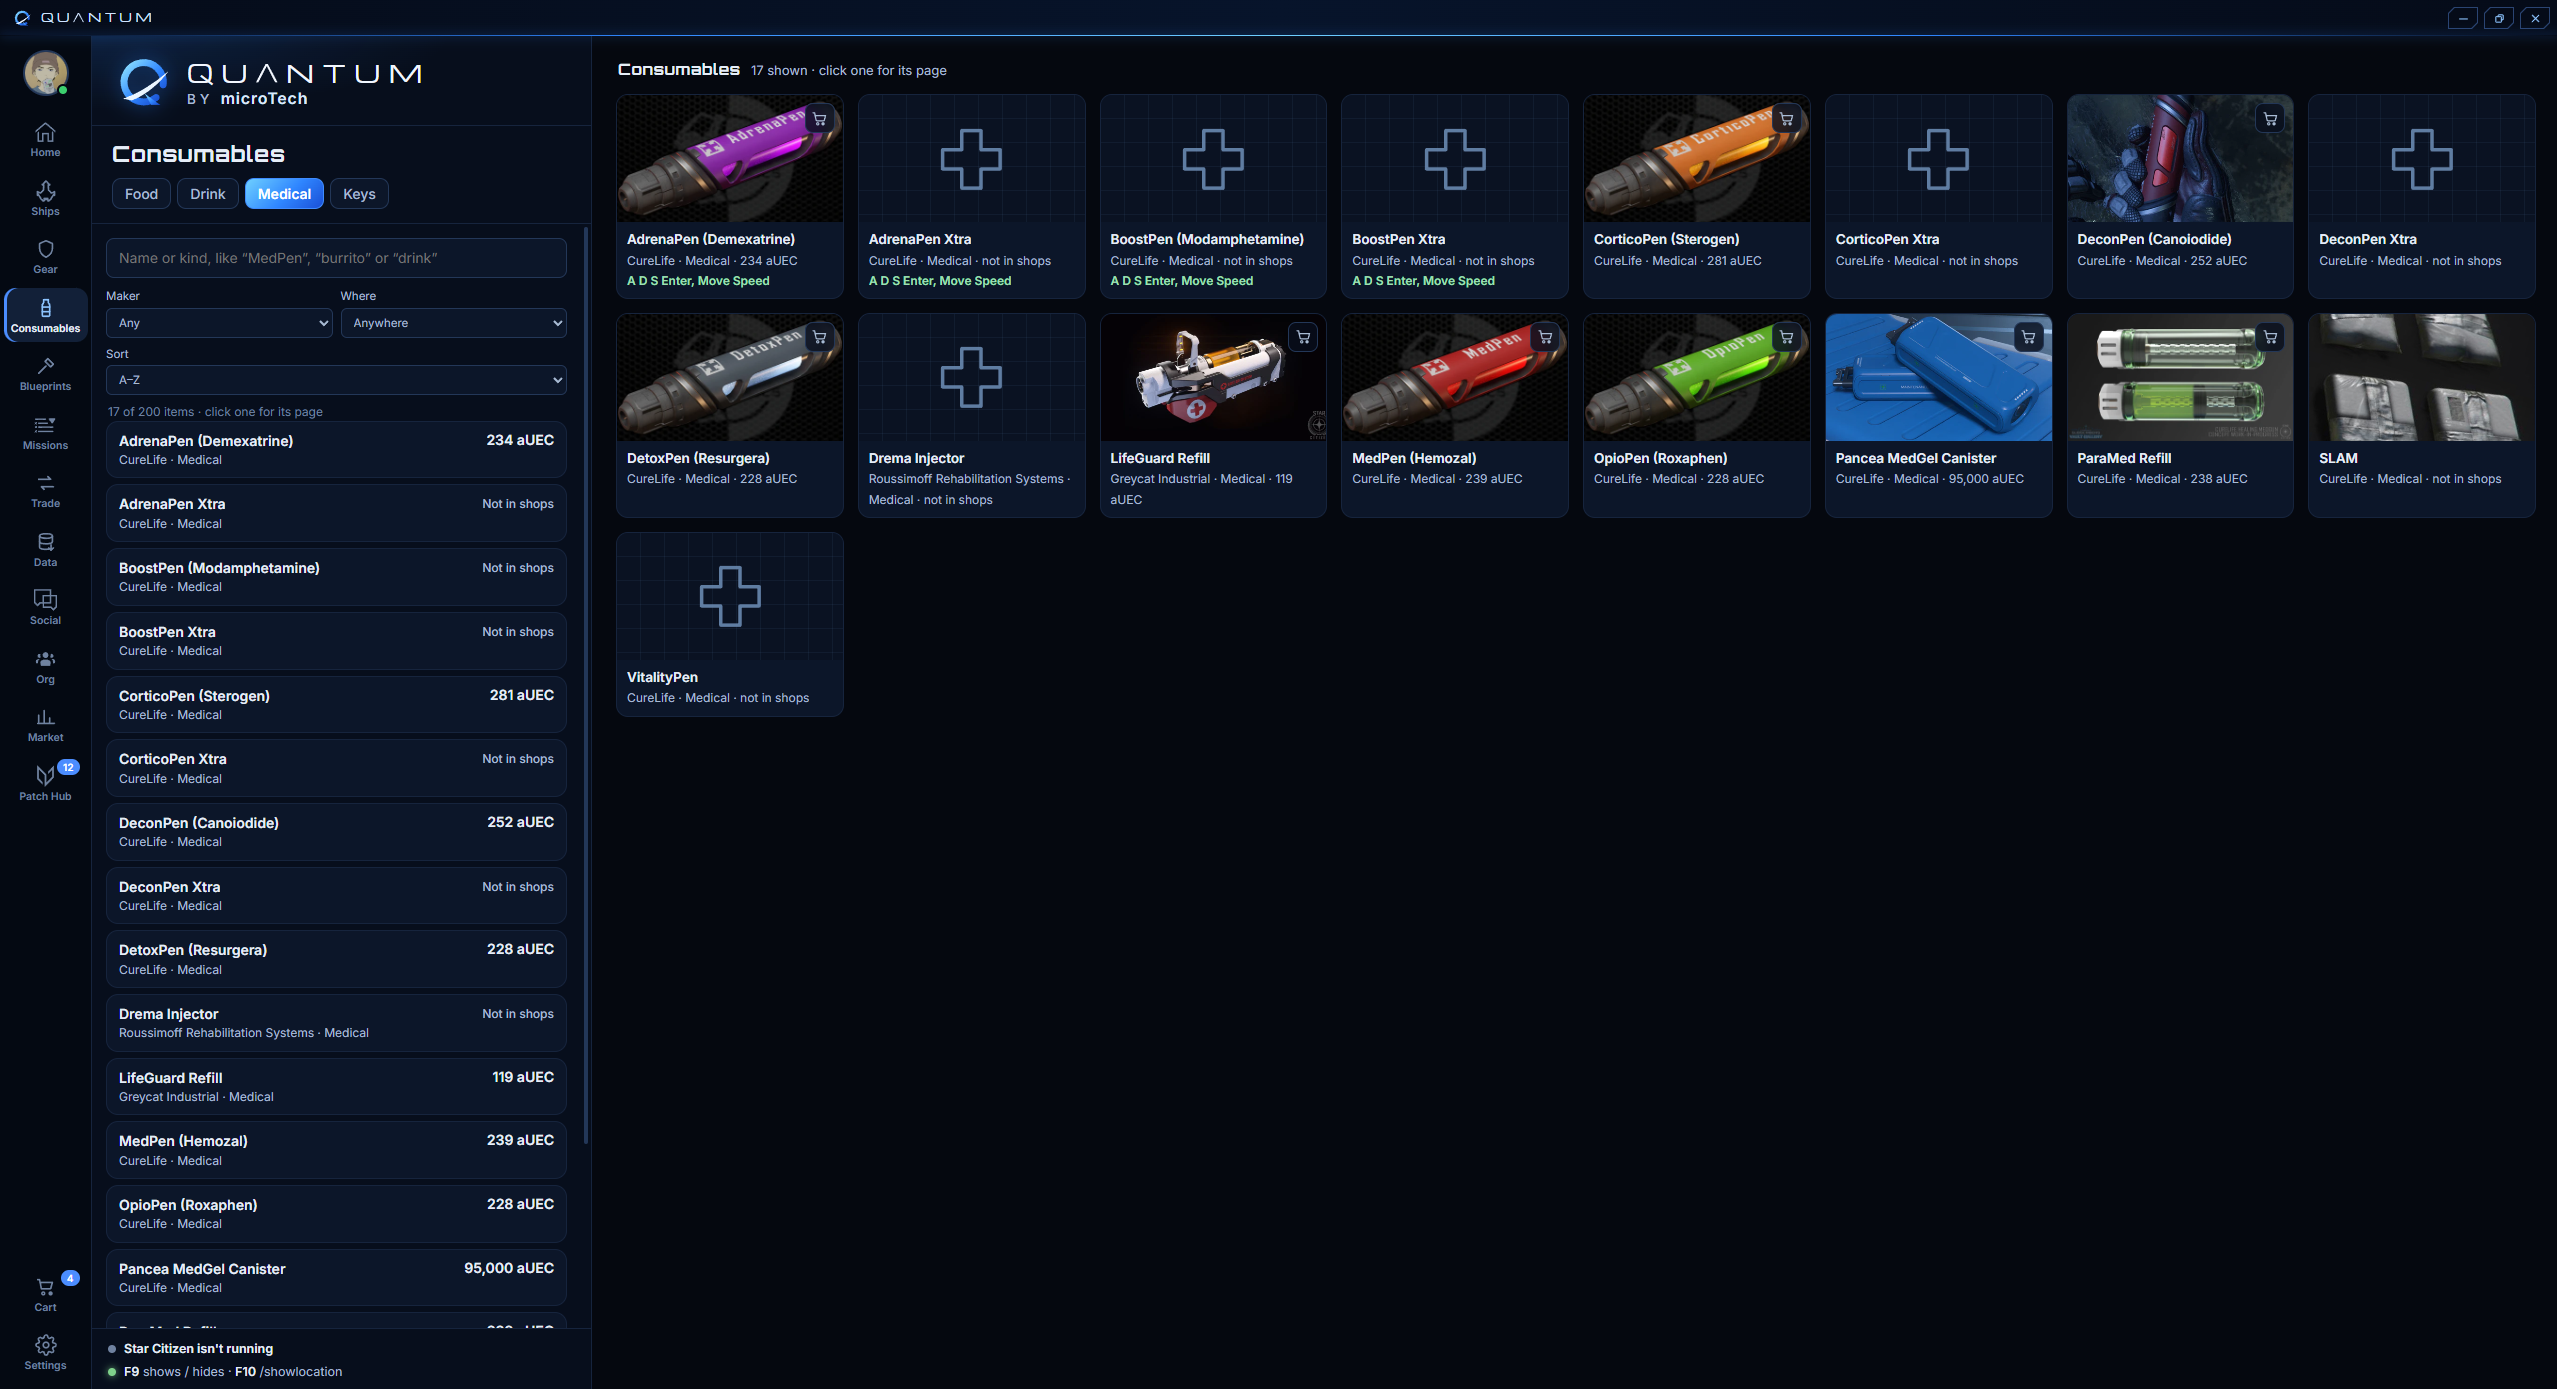 QUANTUM
Home
Ships
Gear
Consumables
Blueprints
Missions
Trade
Data
Social
Org
Market
12
Patch Hub
4
Cart
Settings
QUANTUM
BY microTech
Consumables
Food
Drink
Medical
Keys
Name or kind, like "MedPen", "burrito" or "drink"
Maker
Where
Any
Anywhere
Sort
A–Z
17 of 200 items · click one for its page
AdrenaPen (Demexatrine) 234 aUEC
CureLife · Medical
AdrenaPen Xtra Not in shops
CureLife · Medical
BoostPen (Modamphetamine) Not in shops
CureLife · Medical
BoostPen Xtra Not in shops
CureLife · Medical
CorticoPen (Sterogen) 281 aUEC
CureLife · Medical
CorticoPen Xtra Not in shops
CureLife · Medical
DeconPen (Canoiodide) 252 aUEC
CureLife · Medical
DeconPen Xtra Not in shops
CureLife · Medical
DetoxPen (Resurgera) 228 aUEC
CureLife · Medical
Drema Injector Not in shops
Roussimoff Rehabilitation Systems · Medical
LifeGuard Refill 119 aUEC
Greycat Industrial · Medical
MedPen (Hemozal) 239 aUEC
CureLife · Medical
OpioPen (Roxaphen) 228 aUEC
CureLife · Medical
Pancea MedGel Canister 95,000 aUEC
CureLife · Medical
Star Citizen isn't running
F9 shows / hides · F10 /showlocation
Consumables 17 shown · click one for its page
AdrenaPen
AdrenaPen (Demexatrine)
CureLife · Medical · 234 aUEC
A D S Enter, Move Speed
AdrenaPen Xtra
CureLife · Medical · not in shops
A D S Enter, Move Speed
BoostPen (Modamphetamine)
CureLife · Medical · not in shops
A D S Enter, Move Speed
BoostPen Xtra
CureLife · Medical · not in shops
A D S Enter, Move Speed
CorticoPen
CorticoPen (Sterogen)
CureLife · Medical · 281 aUEC
CorticoPen Xtra
CureLife · Medical · not in shops
DeconPen (Canoiodide)
CureLife · Medical · 252 aUEC
DeconPen Xtra
CureLife · Medical · not in shops
DetoxPen
DetoxPen (Resurgera)
CureLife · Medical · 228 aUEC
Drema Injector
Roussimoff Rehabilitation Systems ·
Medical · not in shops
LifeGuard Refill
Greycat Industrial · Medical · 119
aUEC
MedPen
MedPen (Hemozal)
CureLife · Medical · 239 aUEC
OpioPen
OpioPen (Roxaphen)
CureLife · Medical · 228 aUEC
Pancea MedGel Canister
CureLife · Medical · 95,000 aUEC
ParaMed Refill
CureLife · Medical · 238 aUEC
SLAM
CureLife · Medical · not in shops
VitalityPen
CureLife · Medical · not in shops